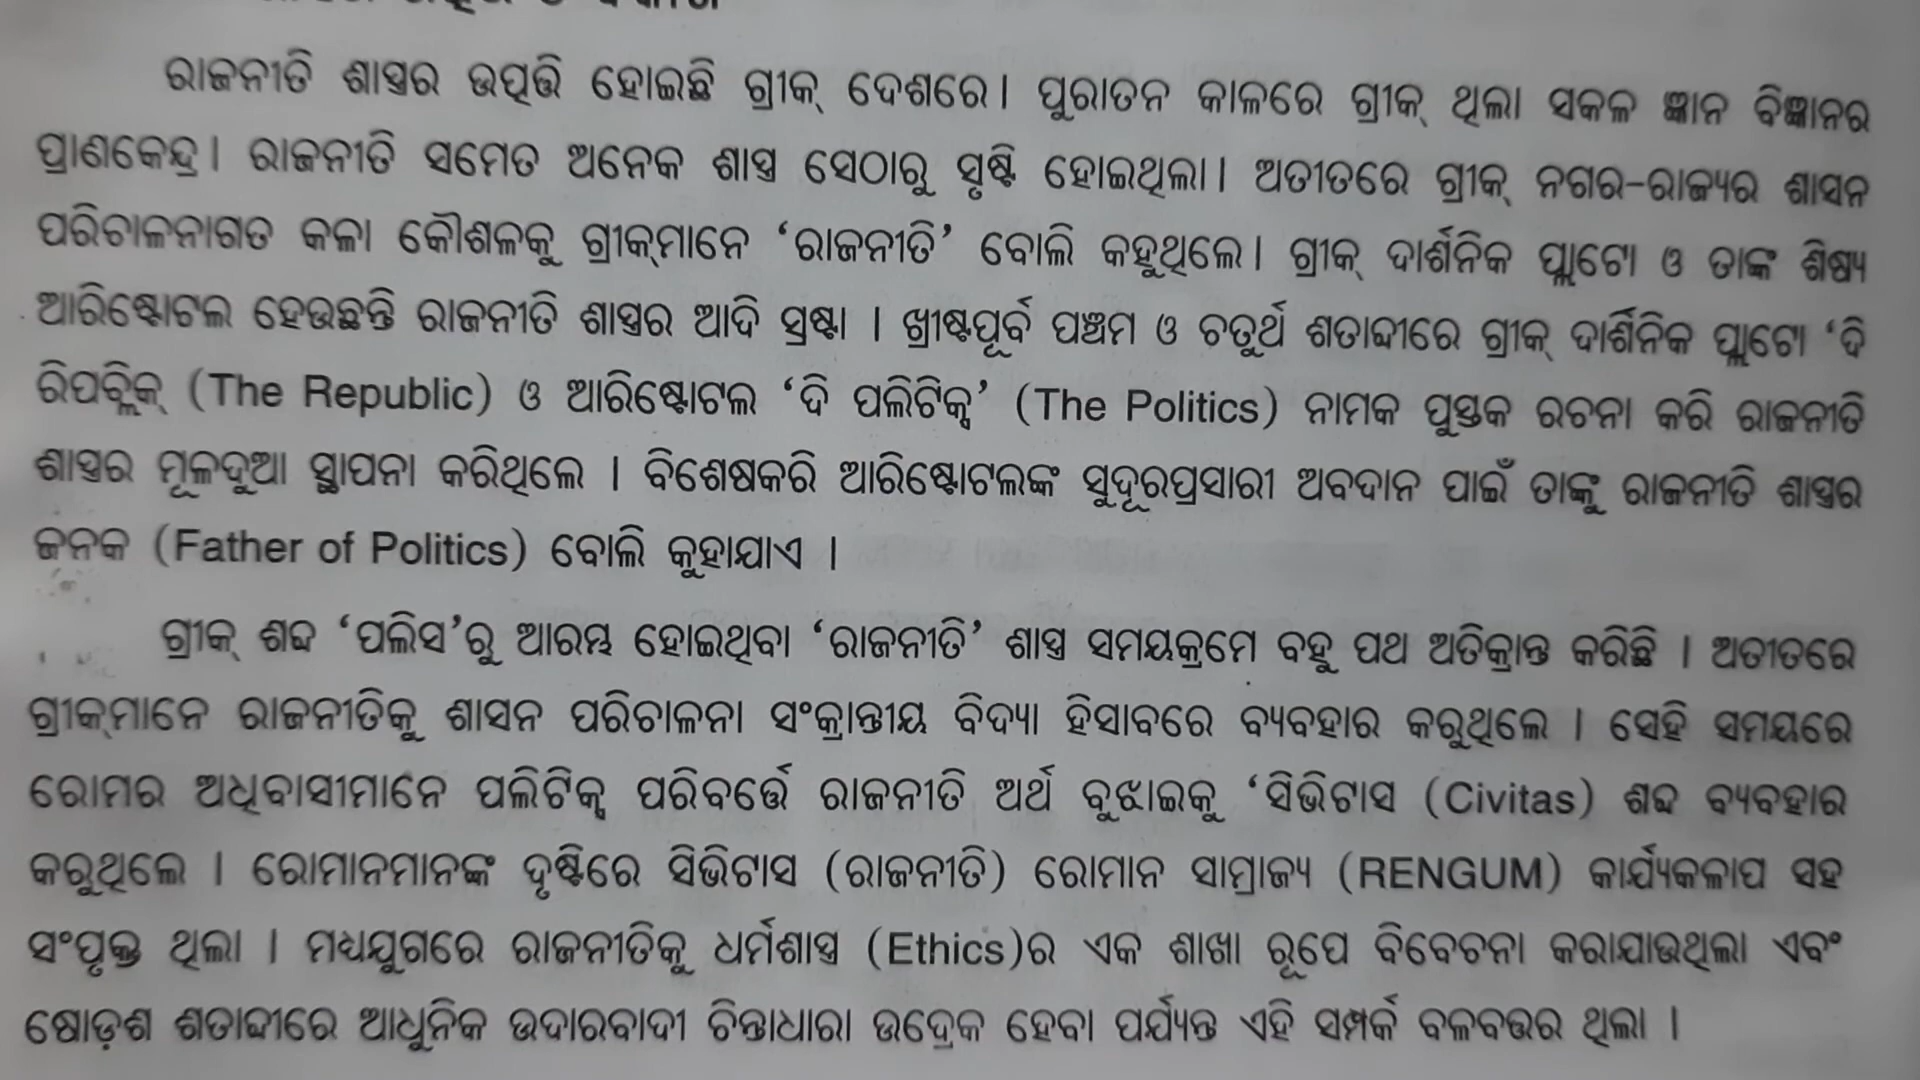 ରାଜନୀତି ଶାସ୍ତ୍ରର ଉତ୍ପତ୍ତି ହୋଇଛି ଗ୍ରୀକ୍ ଦେଶରେ। ପୁରାତନ କାଳରେ ଗ୍ରୀକ୍ ଥିଲା ସକଳ ଜ୍ଞାନ ବିଜ୍ଞାନର
ପ୍ରାଣକେନ୍ଦ୍ର। ରାଜନୀତି ସମେତ ଅନେକ ଶାସ୍ତ୍ର ସେଠାରୁ ସୃଷ୍ଟି ହୋଇଥିଲା। ଅତୀତରେ ଗ୍ରୀକ୍ ନଗର-ରାଜ୍ୟର ଶାସନ
ପରିଚାଳନାଗତ କଳା କୌଶଳକୁ ଗ୍ରୀକ୍‌ମାନେ ‘ରାଜନୀତି’ ବୋଲି କହୁଥିଲେ। ଗ୍ରୀକ୍ ଦାର୍ଶନିକ ପ୍ଲାଟୋ ଓ ତାଙ୍କ ଶିଷ୍ୟ
ଆରିଷ୍ଟୋଟଲ ହେଉଛନ୍ତି ରାଜନୀତି ଶାସ୍ତ୍ରର ଆଦି ସ୍ରଷ୍ଟା । ଖ୍ରୀଷ୍ଟପୂର୍ବ ପଞ୍ଚମ ଓ ଚତୁର୍ଥ ଶତାବ୍ଦୀରେ ଗ୍ରୀକ୍ ଦାର୍ଶିନିକ ପ୍ଲାଟୋ ‘ଦି
ରିପବ୍ଲିକ୍ (The Republic) ଓ ଆରିଷ୍ଟୋଟଲ ‘ଦି ପଲିଟିକ୍ସ’ (The Politics) ନାମକ ପୁସ୍ତକ ରଚନା କରି ରାଜନୀତି
ଶାସ୍ତ୍ରର ମୂଳଦୁଆ ସ୍ଥାପନା କରିଥିଲେ । ବିଶେଷକରି ଆରିଷ୍ଟୋଟଲଙ୍କ ସୁଦୂରପ୍ରସାରୀ ଅବଦାନ ପାଇଁ ତାଙ୍କୁ ରାଜନୀତି ଶାସ୍ତ୍ରର
ଜନକ (Father of Politics) ବୋଲି କୁହାଯାଏ ।
ଗ୍ରୀକ୍ ଶବ୍ଦ ‘ପଲିସ’ରୁ ଆରମ୍ଭ ହୋଇଥିବା ‘ରାଜନୀତି’ ଶାସ୍ତ୍ର ସମୟକ୍ରମେ ବହୁ ପଥ ଅତିକ୍ରାନ୍ତ କରିଛି । ଅତୀତରେ
ଗ୍ରୀକ୍‌ମାନେ ରାଜନୀତିକୁ ଶାସନ ପରିଚାଳନା ସଂକ୍ରାନ୍ତୀୟ ବିଦ୍ୟା ହିସାବରେ ବ୍ୟବହାର କରୁଥିଲେ । ସେହି ସମୟରେ
ରୋମର ଅଧିବାସୀମାନେ ପଲିଟିକ୍ସ ପରିବର୍ତ୍ତେ ରାଜନୀତି ଅର୍ଥ ବୁଝାଇକୁ ‘ସିଭିଟାସ (Civitas) ଶବ୍ଦ ବ୍ୟବହାର
କରୁଥିଲେ । ରୋମାନମାନଙ୍କ ଦୃଷ୍ଟିରେ ସିଭିଟାସ (ରାଜନୀତି) ରୋମାନ ସାମ୍ରାଜ୍ୟ (RENGUM) କାର୍ଯ୍ୟକଳାପ ସହ
ସଂପୃକ୍ତ ଥିଲା । ମଧ୍ୟଯୁଗରେ ରାଜନୀତିକୁ ଧର୍ମଶାସ୍ତ୍ର (Ethics)ର ଏକ ଶାଖା ରୂପେ ବିବେଚନା କରାଯାଉଥିଲା ଏବଂ
ଷୋଡ଼ଶ ଶତାବ୍ଦୀରେ ଆଧୁନିକ ଉଦାରବାଦୀ ଚିନ୍ତାଧାରା ଉଦ୍ରେକ ହେବା ପର୍ଯ୍ୟନ୍ତ ଏହି ସମ୍ପର୍କ ବଳବତ୍ତର ଥିଲା ।